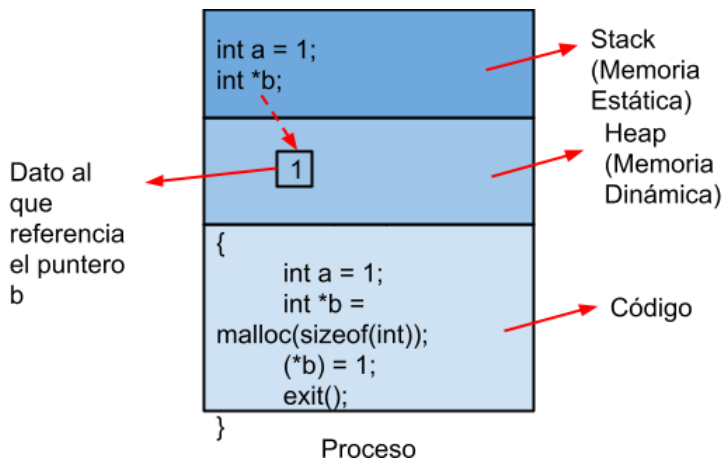 int a = 1;
int *b;
Stack
(Memoria
Estática)
Heap
(Memoria
Dinámica)
Dato al
que
referencia
el puntero
b
1
{
int a = 1;
int *b =
malloc(sizeof(int));
(*b) = 1;
exit();
}
Código
Proceso